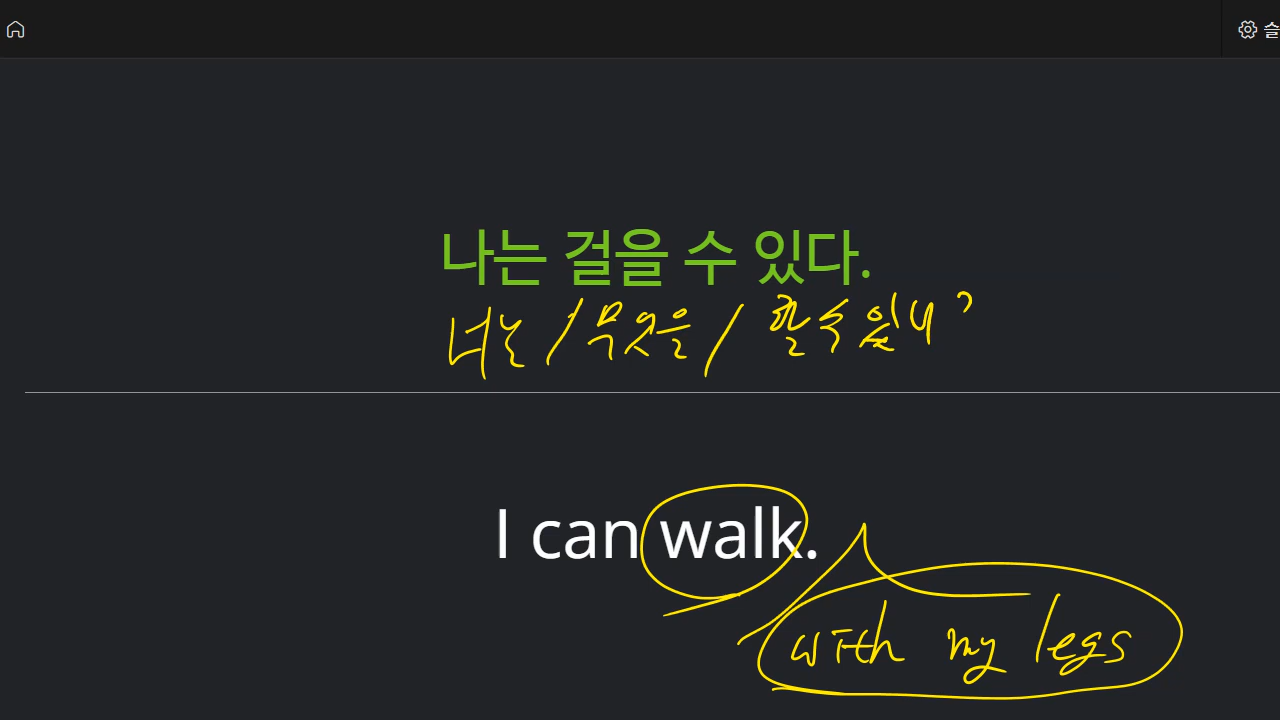 슬
나는 걸을 수 있다.
너는 / 무엇을 / 할 수 있니?
I can walk.
with my legs